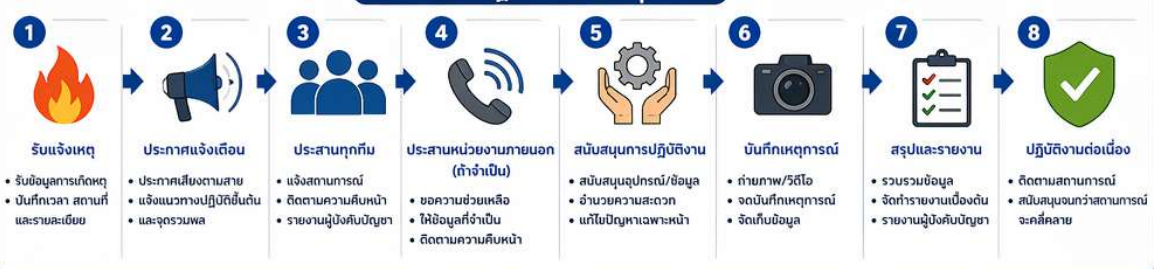 1
รับแจ้งเหตุ
• รับข้อมูลการเกิดเหตุ
• บันทึกเวลา สถานที่
และรายละเอียด
2
ประกาศแจ้งเตือน
• ประกาศเสียงตามสาย
• แจ้งแนวทางปฏิบัติชั้นต้น
• และจุดรวมพล
3
ประสานทุกทีม
• แจ้งสถานการณ์
• ติดตามความคืบหน้า
• รายงานผู้บังคับบัญชา
4
ประสานหน่วยงานภายนอก
(ถ้าจำเป็น)
• ขอความช่วยเหลือ
• ให้ข้อมูลที่จำเป็น
• ติดตามความคืบหน้า
5
สนับสนุนการปฏิบัติงาน
• สนับสนุนอุปกรณ์/ข้อมูล
• อำนวยความสะดวก
• แก้ไขปัญหาเฉพาะหน้า
6
บันทึกเหตุการณ์
• ถ่ายภาพ/วิดีโอ
• จดบันทึกเหตุการณ์
• จัดเก็บข้อมูล
7
สรุปและรายงาน
• รวบรวมข้อมูล
• จัดทำรายงานเบื้องต้น
• รายงานผู้บังคับบัญชา
8
ปฏิบัติงานต่อเนื่อง
• ติดตามสถานการณ์
• สนับสนุนจนกว่าสถานการณ์
จะคลี่คลาย